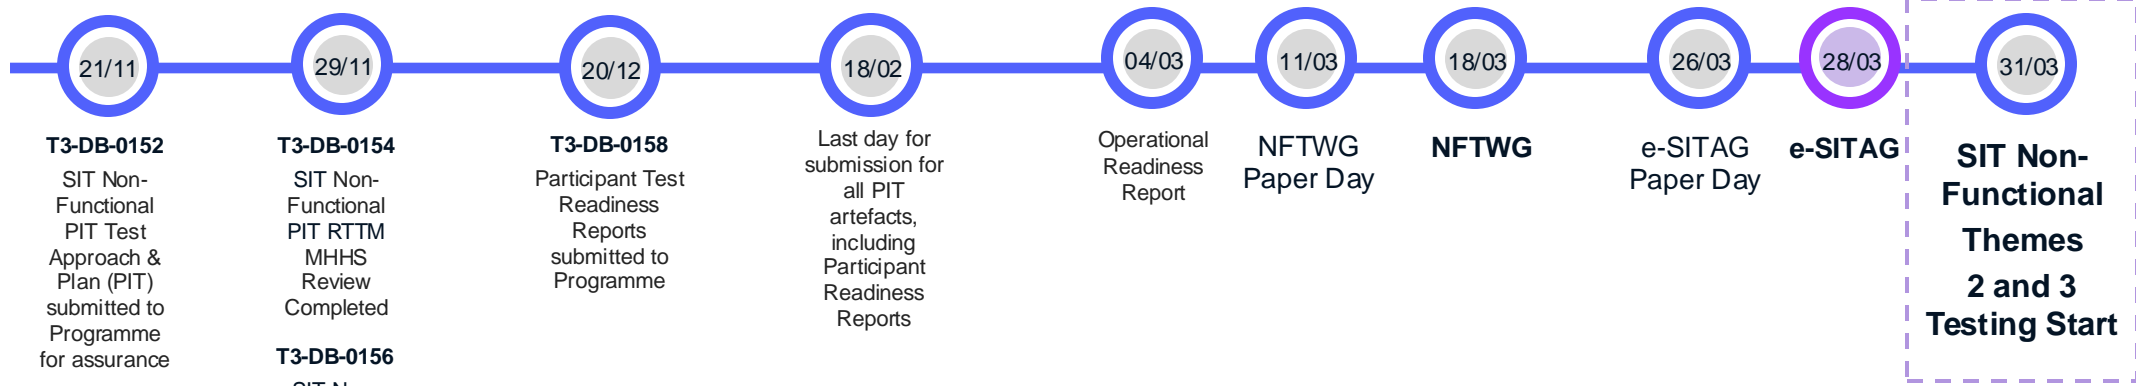 21/11
T3-DB-0152
SIT Non-
Functional
PIT Test
Approach &
Plan (PIT)
submitted to
Programme
for assurance
29/11
T3-DB-0154
SIT Non-
Functional
PIT RTTM
MHHS
Review
Completed
T3-DB-0156
20/12
T3-DB-0158
Participant Test
Readiness
Reports
submitted to
Programme
18/02
Last day for
submission for
all PIT
artefacts,
including
Participant
Readiness
Reports
04/03
Operational
Readiness
Report
11/03
NFTWG
Paper Day
18/03
NFTWG
26/03
e-SITAG
Paper Day
28/03
e-SITAG
31/03
SIT Non-
Functional
Themes
2 and 3
Testing Start